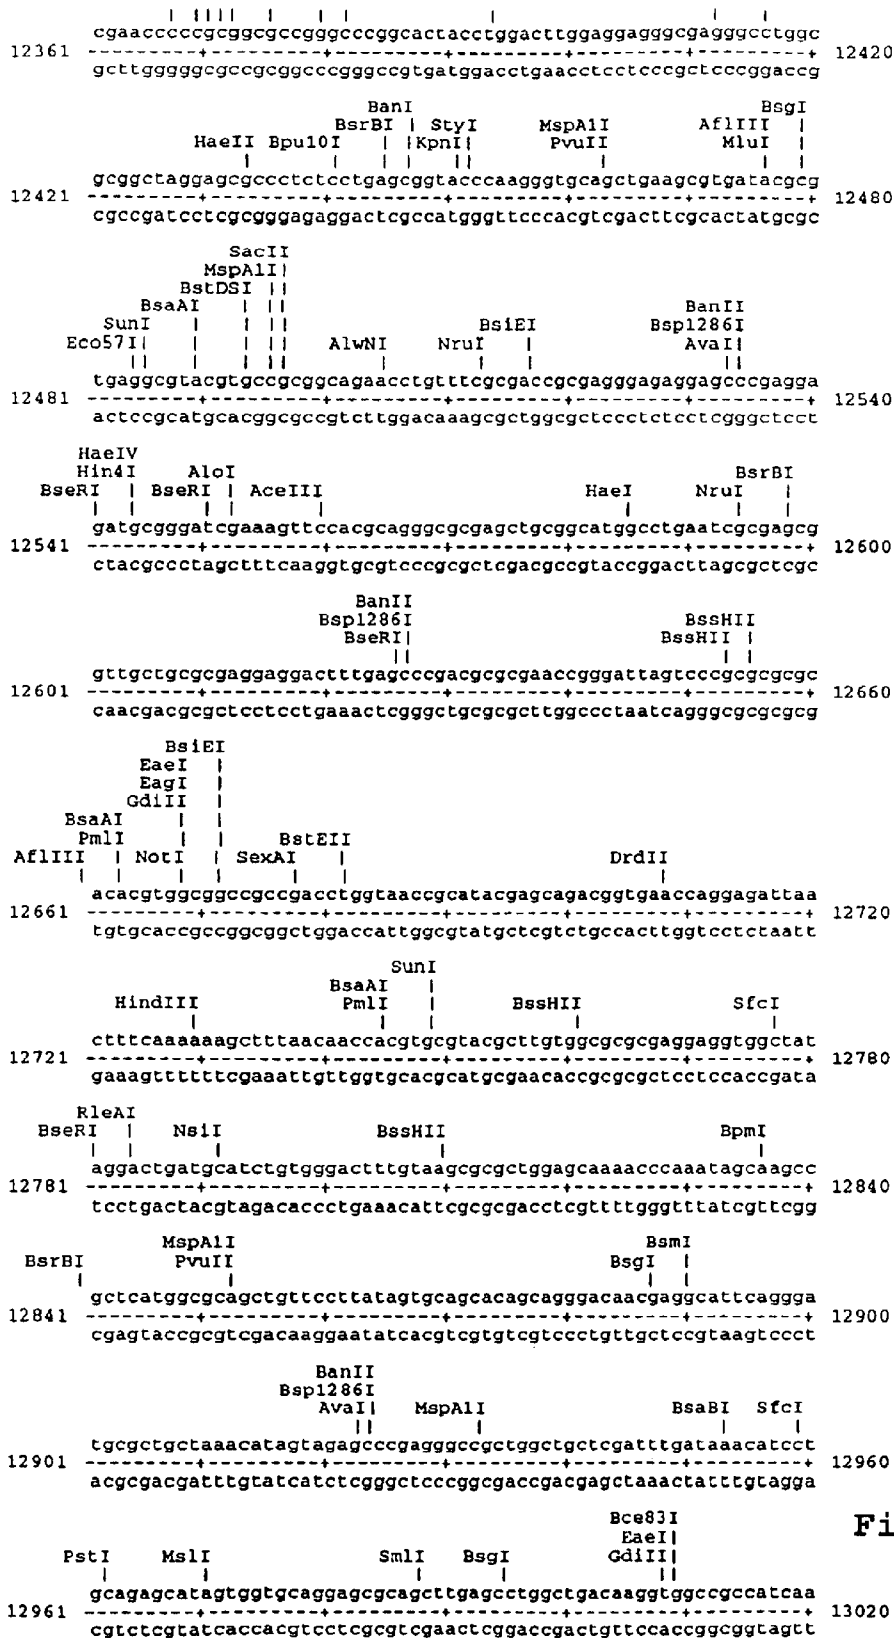 cgaacccccgcggcgccgggcccggcactacctggacttggaggagggcgagggcctggc
12361 ---------+---------+---------+---------+---------+---------+ 12420
gcttgggggcgccgcggcccgggccgtgatggacctgaacctcctcccgctcccggaccg
BanI BsgI
BsrBI StyI MspA1I AflIII
HaeII Bpu10I KpnI PvuII MluI
gcggctaggagcgccctctcctgagcggtacccaagggtgcagctgaagcgtgatacgcg
12421 ---------+---------+---------+---------+---------+---------+ 12480
cgccgatcctcgcgggagaggactcgccatgggttcccacgtcgacttcgcactatgcgc
SacII
MspA1I
BstDSI
BsaAI BanII
SunI BsiEI Bsp1286I
Eco57I AlwNI NruI AvaI
tgaggcgtacgtgccgcggcagaacctgtttcgcgaccgcgagggagaggagcccgagga
12481 ---------+---------+---------+---------+---------+---------+ 12540
actccgcatgcacggcgccgtcttggacaaagcgctggcgctccctctcctcgggctcct
HaeIV
Hin4I AloI BsrBI
BseRI BseRI AceIII HaeI NruI
gatgcgggatcgaaagttccacgcagggcgcgagctgcggcatggcctgaatcgcgagcg
12541 ---------+---------+---------+---------+---------+---------+ 12600
ctacgccctagctttcaaggtgcgtcccgcgctcgacgccgtaccggacttagcgctcgc
BanII
Bsp1286I BssHII
BseRI BssHII
gttgctgcgcgaggaggactttgagcccgacgcgcgaaccgggattagtcccgcgcgcgc
12601 ---------+---------+---------+---------+---------+---------+ 12660
caacgacgcgctcctcctgaaactcgggctgcgcgcttggccctaatcagggcgcgcgcg
BsiEI
EaeI
EagI
GdiII
BsaAI
PmlI BstEII
AflIII NotI SexAI DrdII
acacgtggcggccgccgacctggtaaccgcatacgagcagacggtgaaccaggagattaa
12661 ---------+---------+---------+---------+---------+---------+ 12720
tgtgcaccgccggcggctggaccattggcgtatgctcgtctgccacttggtcctctaatt
SunI
BsaAI
HindIII PmlI BssHII SfcI
ctttcaaaaaagctttaacaaccacgtgcgtacgcttgtggcgcgcgaggaggtggctat
12721 ---------+---------+---------+---------+---------+---------+ 12780
gaaagttttttcgaaattgttggtgcacgcatgcgaacaccgcgcgctcctccaccgata
RleAI
BseRI NsiI BssHII BpmI
aggactgatgcatctgtgggactttgtaagcgcgctggagcaaaacccaaatagcaagcc
12781 ---------+---------+---------+---------+---------+---------+ 12840
tcctgactacgtagacaccctgaaacattcgcgcgacctcgttttgggtttatcgttcgg
MspA1I BsmI
BsrBI PvuII BsgI
gctcatggcgcagctgttccttatagtgcagcacagcagggacaacgaggcattcaggga
12841 ---------+---------+---------+---------+---------+---------+ 12900
cgagtaccgcgtcgacaaggaatatcacgtcgtgtcgtccctgttgctccgtaagtccct
BanII
Bsp1286I
AvaI MspA1I BsaBI SfcI
tgcgctgctaaacatagtagagcccgagggccgctggctgctcgatttgataaacatcct
12901 ---------+---------+---------+---------+---------+---------+ 12960
acgcgacgatttgtatcatctcgggctcccggcgaccgacgagctaaactatttgtagga
Bce83I
EaeI Fi
PstI MslI SmlI BsgI GdiII
gcagagcatagtggtgcaggagcgcagcttgagcctggctgacaaggtggccgccatcaa
12961 ---------+---------+---------+---------+---------+---------+ 13020
cgtctcgtatcaccacgtcctcgcgtcgaactcggaccgactgttccaccggcggtagtt